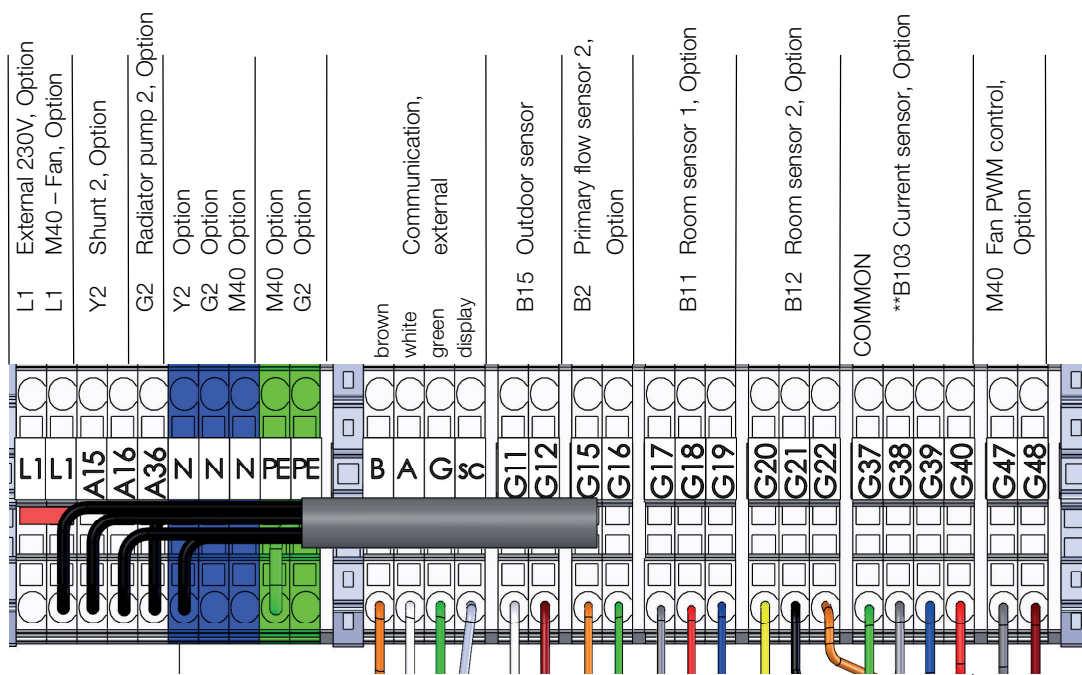 L1 External 230V, Option
L1 M40 – Fan, Option
Y2 Shunt 2, Option
G2 Radiator pump 2, Option
Y2 Option
G2 Option
M40 Option
M40 Option
G2 Option
brown
white
green
display
Communication,
external
B15 Outdoor sensor
B2 Primary flow sensor 2,
Option
B11 Room sensor 1, Option
B12 Room sensor 2, Option
COMMON
**B103 Current sensor, Option
M40 Fan PWM control,
Option
L1 L1 A15 A16 A36 N N N PE PE B A G SC G11 G12 G15 G16 G17 G18 G19 G20 G21 G22 G37 G38 G39 G40 G47 G48